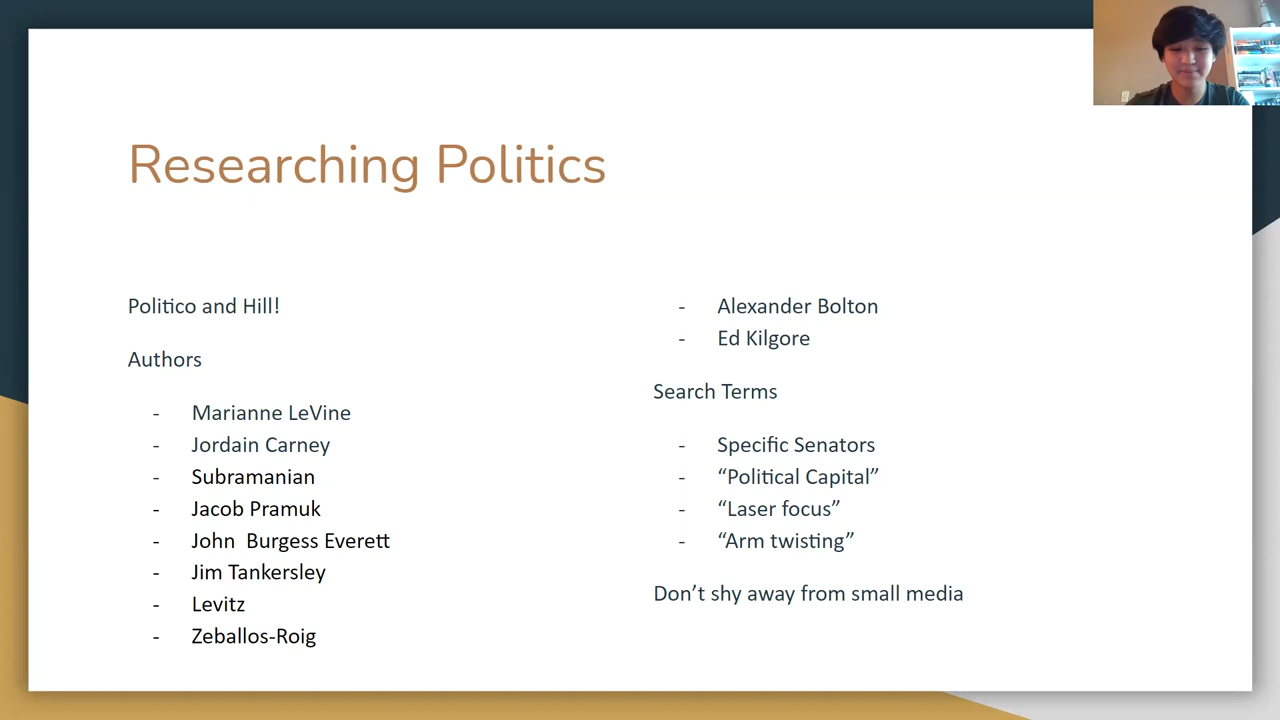 Researching Politics
Politico and Hill!
Authors
- Marianne LeVine
- Jordain Carney
- Subramanian
- Jacob Pramuk
- John  Burgess Everett
- Jim Tankersley
- Levitz
- Zeballos-Roig
- Alexander Bolton
- Ed Kilgore
Search Terms
- Specific Senators
- “Political Capital”
- “Laser focus”
- “Arm twisting”
Don’t shy away from small media